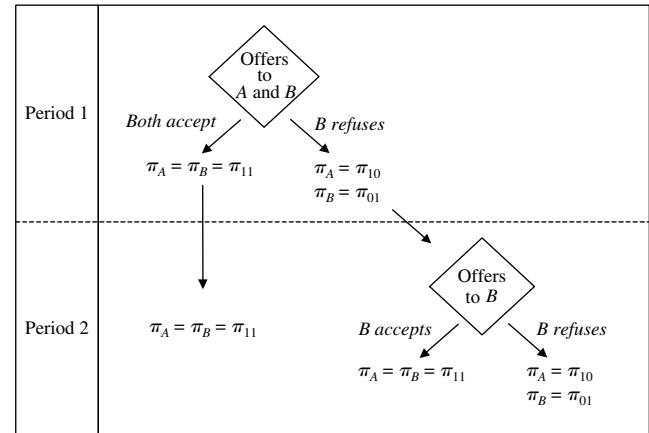 Period 1
Offers
to
A and B
Both accept
B refuses
π_A = π_B = π_11
π_A = π_10
π_B = π_01
Period 2
Offers
to B
π_A = π_B = π_11
B accepts
B refuses
π_A = π_B = π_11
π_A = π_10
π_B = π_01